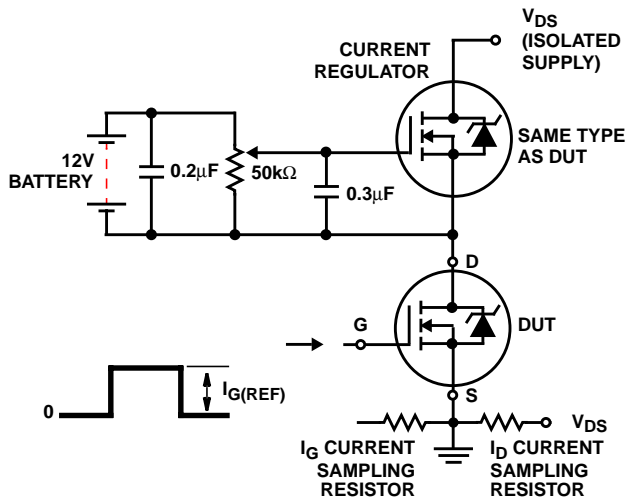 V_DS
(ISOLATED
SUPPLY)
CURRENT
REGULATOR
SAME TYPE
AS DUT
12V
BATTERY
0.2μF
50kΩ
0.3μF
D
DUT
G
I_G(REF)
0
S
V_DS
I_G CURRENT
SAMPLING
RESISTOR
I_D CURRENT
SAMPLING
RESISTOR